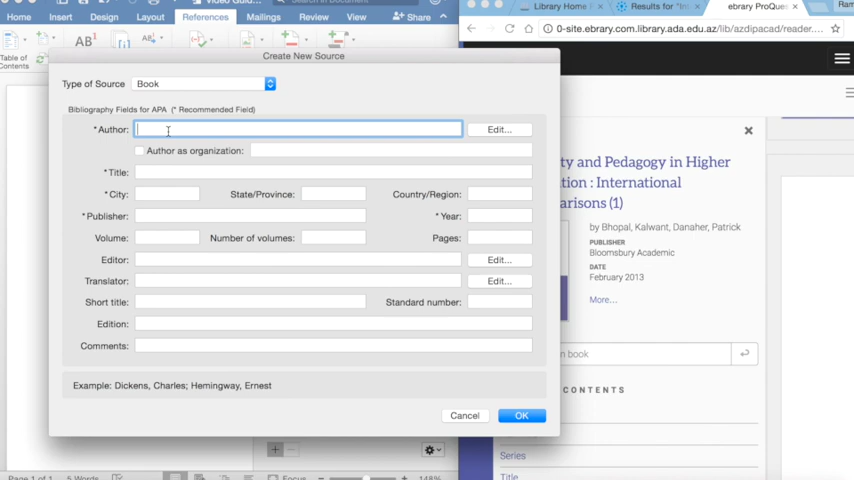 Home Insert Design Layout References Mailings Review View Share
Table of
Contents
AB¹
Library Home P
Results for "Ins
ebrary ProQues
Ram
0-site.ebrary.com.library.ada.edu.az/lib/azdipacad/reader....
Create New Source
Type of Source Book
Bibliography Fields for APA (* Recommended Field)
* Author: Edit...
Author as organization:
* Title:
* City: State/Province: Country/Region:
* Publisher: * Year:
Volume: Number of volumes: Pages:
Editor: Edit...
Translator: Edit...
Short title: Standard number:
Edition:
Comments:
Example: Dickens, Charles; Hemingway, Ernest
Cancel OK
ty and Pedagogy in Higher
tion : International
arisons (1)
by Bhopal, Kalwant, Danaher, Patrick
PUBLISHER
Bloomsbury Academic
DATE
February 2013
More...
n book
CONTENTS
Series
Title
Page 1 of 1 5 Words Focus 148%